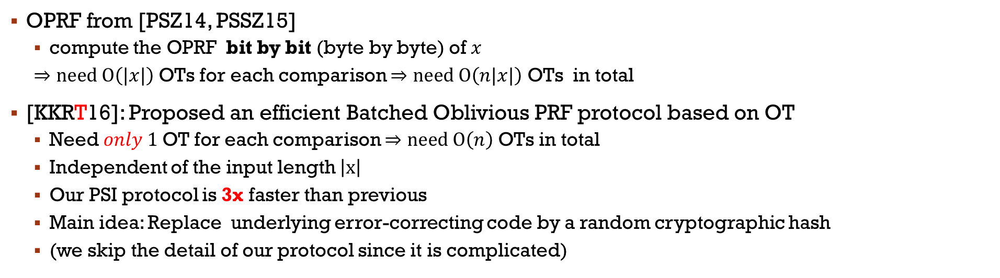 ▪ OPRF from [PSZ14, PSSZ15]
▪ compute the OPRF bit by bit (byte by byte) of x
⇒ need O(|x|) OTs for each comparison ⇒ need O(n|x|) OTs in total
▪ [KKRT16]: Proposed an efficient Batched Oblivious PRF protocol based on OT
▪ Need only 1 OT for each comparison ⇒ need O(n) OTs in total
▪ Independent of the input length |x|
▪ Our PSI protocol is 3x faster than previous
▪ Main idea: Replace underlying error-correcting code by a random cryptographic hash
▪ (we skip the detail of our protocol since it is complicated)